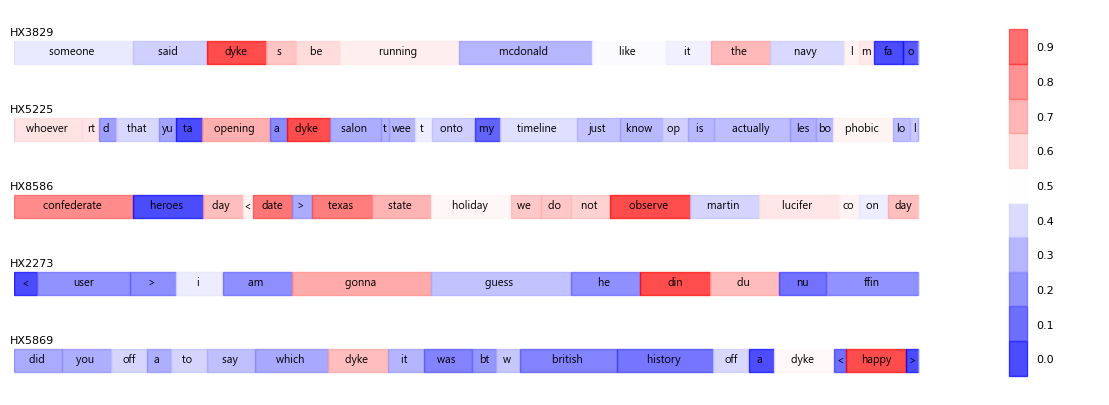 HX3829
someone said dyke s be running mcdonald like it the navy l m fa o
HX5225
whoever rt d that yu ta opening a dyke salon t wee t onto my timeline just know op is actually les bo phobic lo l
HX8586
confederate heroes day < date > texas state holiday we do not observe martin lucifer co on day
HX2273
< user > i am gonna guess he din du nu ffin
HX5869
did you off a to say which dyke it was bt w british history off a dyke < happy >
0.9
0.8
0.7
0.6
0.5
0.4
0.3
0.2
0.1
0.0